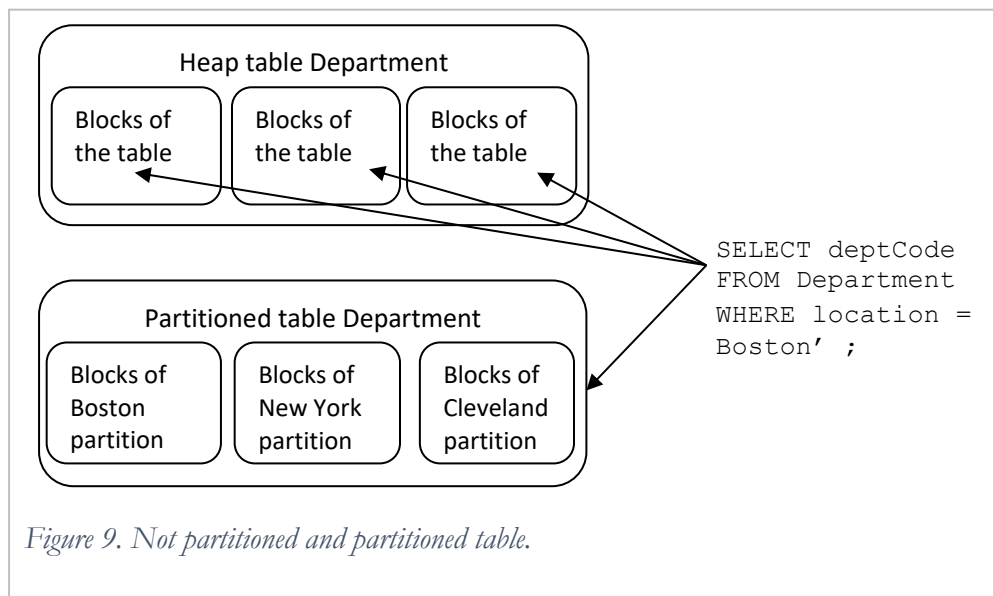 Heap table Department
Blocks of
the table
Blocks of
the table
Blocks of
the table
SELECT deptCode
FROM Department
WHERE location =
Boston’ ;
Partitioned table Department
Blocks of
Boston
partition
Blocks of
New York
partition
Blocks of
Cleveland
partition
Figure 9. Not partitioned and partitioned table.